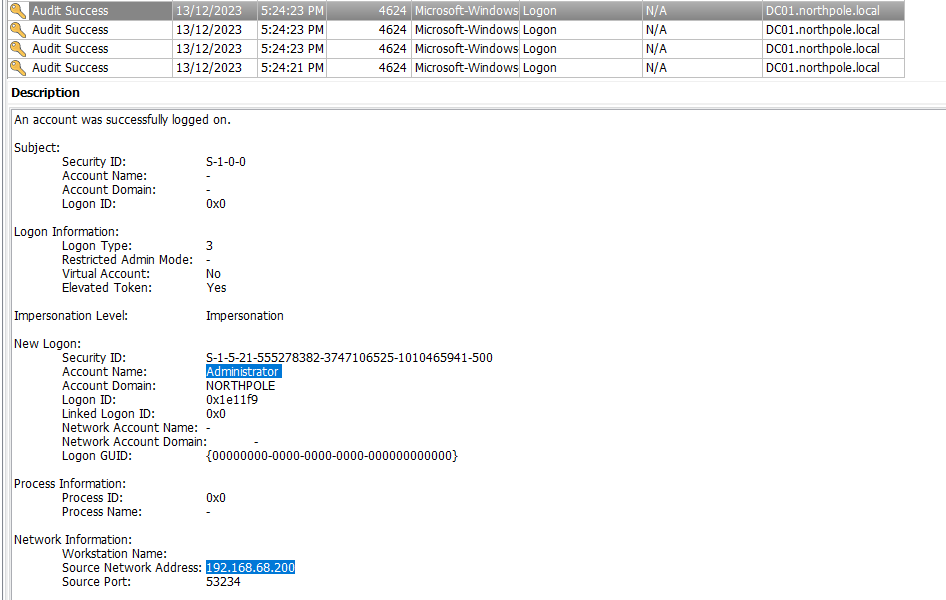 Audit Success 13/12/2023 5:24:23 PM 4624 Microsoft-Windows Logon N/A DC01.northpole.local
Audit Success 13/12/2023 5:24:23 PM 4624 Microsoft-Windows Logon N/A DC01.northpole.local
Audit Success 13/12/2023 5:24:23 PM 4624 Microsoft-Windows Logon N/A DC01.northpole.local
Audit Success 13/12/2023 5:24:21 PM 4624 Microsoft-Windows Logon N/A DC01.northpole.local
Description
An account was successfully logged on.
Subject:
Security ID: S-1-0-0
Account Name: -
Account Domain: -
Logon ID: 0x0
Logon Information:
Logon Type: 3
Restricted Admin Mode: -
Virtual Account: No
Elevated Token: Yes
Impersonation Level: Impersonation
New Logon:
Security ID: S-1-5-21-555278382-3747106525-1010465941-500
Account Name: Administrator
Account Domain: NORTHPOLE
Logon ID: 0x1e11f9
Linked Logon ID: 0x0
Network Account Name: -
Network Account Domain: -
Logon GUID: {00000000-0000-0000-0000-000000000000}
Process Information:
Process ID: 0x0
Process Name: -
Network Information:
Workstation Name:
Source Network Address: 192.168.68.200
Source Port: 53234